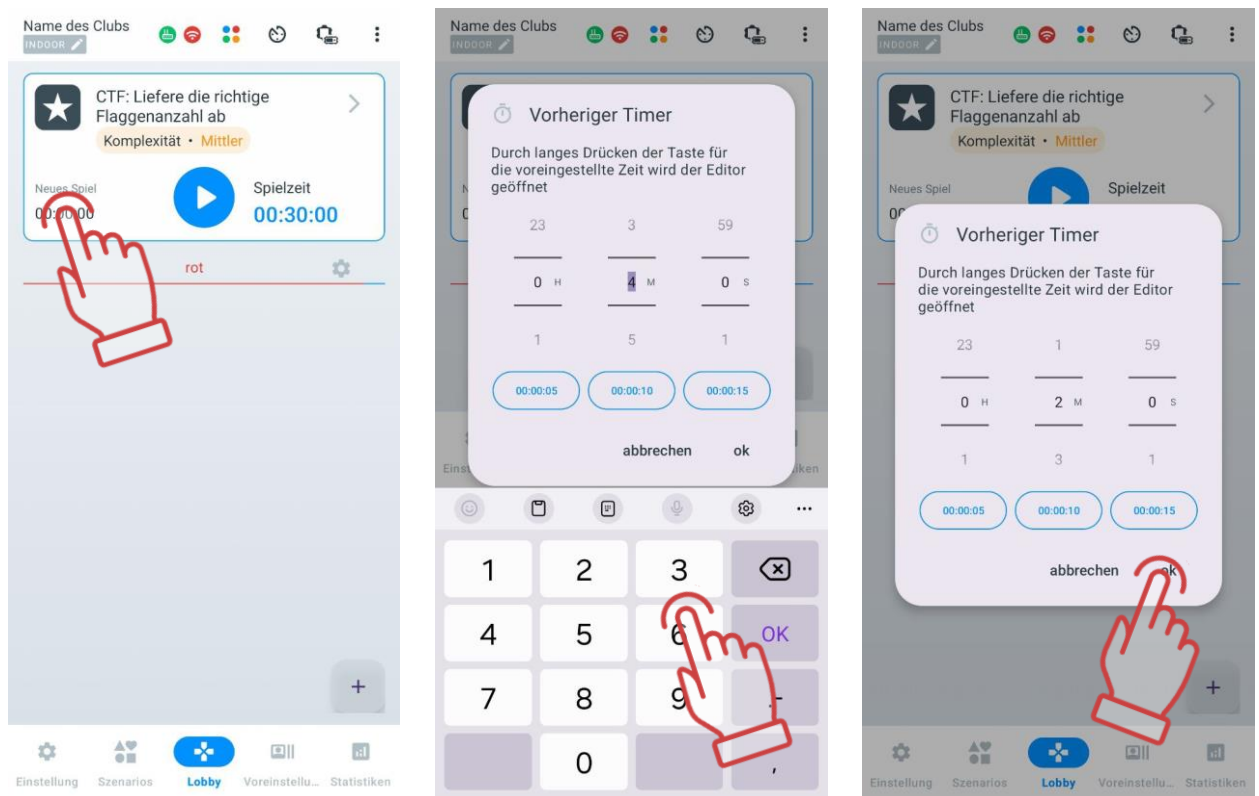 Name des Clubs
INDOOR
CTF: Liefere die richtige
Flaggenanzahl ab
Komplexität • Mittler
Neues Spiel
00:00:00
Spielzeit
00:30:00
rot
+
Einstellung Szenarios Lobby Voreinstellu... Statistiken
Name des Clubs
INDOOR
Vorheriger Timer
Durch langes Drücken der Taste für
die voreingestellte Zeit wird der Editor
geöffnet
23 3 59
0 H 4 M 0 S
1 5 1
00:00:05 00:00:10 00:00:15
abbrechen ok
1 2 3
4 5 6 OK
7 8 9
0 ,
Name des Clubs
INDOOR
CTF: Liefere die richtige
Flaggenanzahl ab
Komplexität • Mittler
Neues Spiel
Spielzeit
Vorheriger Timer
Durch langes Drücken der Taste für
die voreingestellte Zeit wird der Editor
geöffnet
23 1 59
0 H 2 M 0 S
1 3 1
00:00:05 00:00:10 00:00:15
abbrechen ok
+
Einstellung Szenarios Lobby Voreinstellu... Statistiken